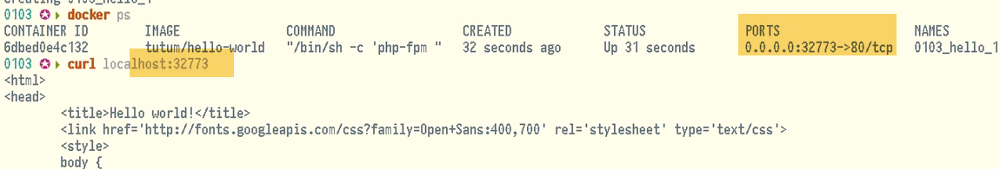 0103 ✪ ▸ docker ps
CONTAINER ID IMAGE COMMAND CREATED STATUS PORTS NAMES
6dbed0e4c132 tutum/hello-world "/bin/sh -c 'php-fpm " 32 seconds ago Up 31 seconds 0.0.0.0:32773->80/tcp 0103_hello_1
0103 ✪ ▸ curl localhost:32773
<html>
<head>
<title>Hello world!</title>
<link href='http://fonts.googleapis.com/css?family=Open+Sans:400,700' rel='stylesheet' type='text/css'>
<style>
body {